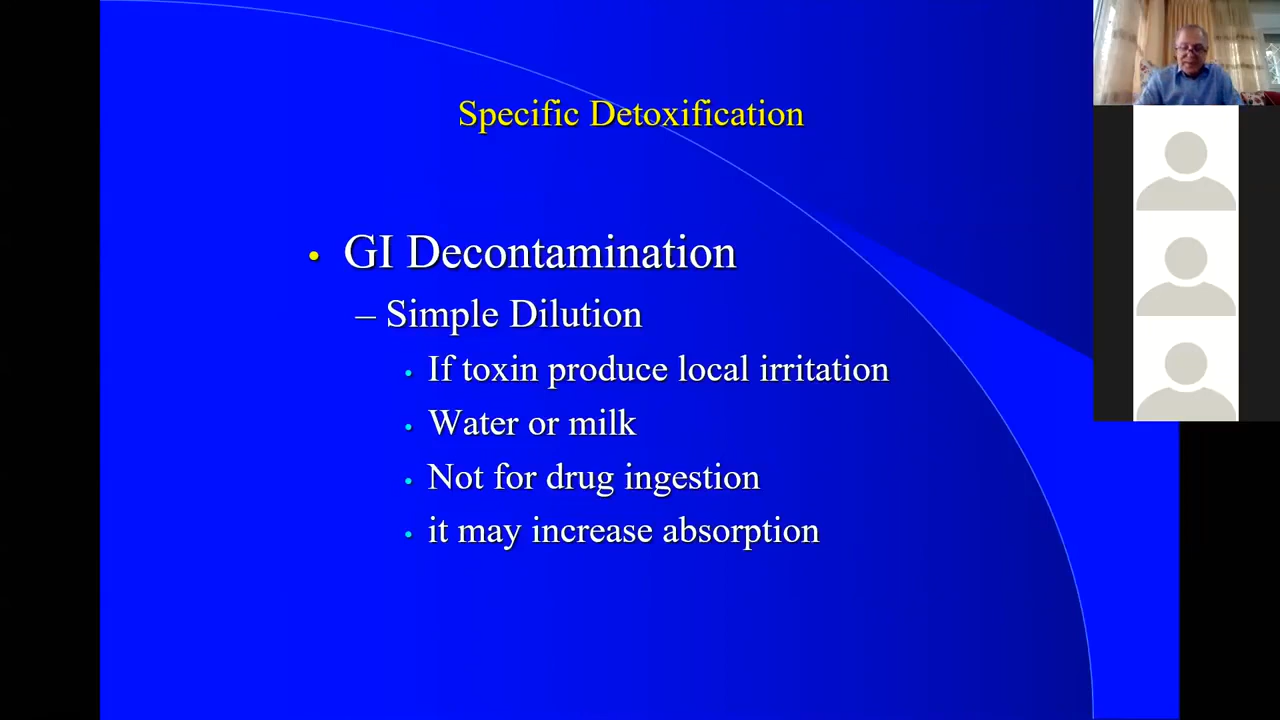 Specific Detoxification
• GI Decontamination
– Simple Dilution
• If toxin produce local irritation
• Water or milk
• Not for drug ingestion
• it may increase absorption